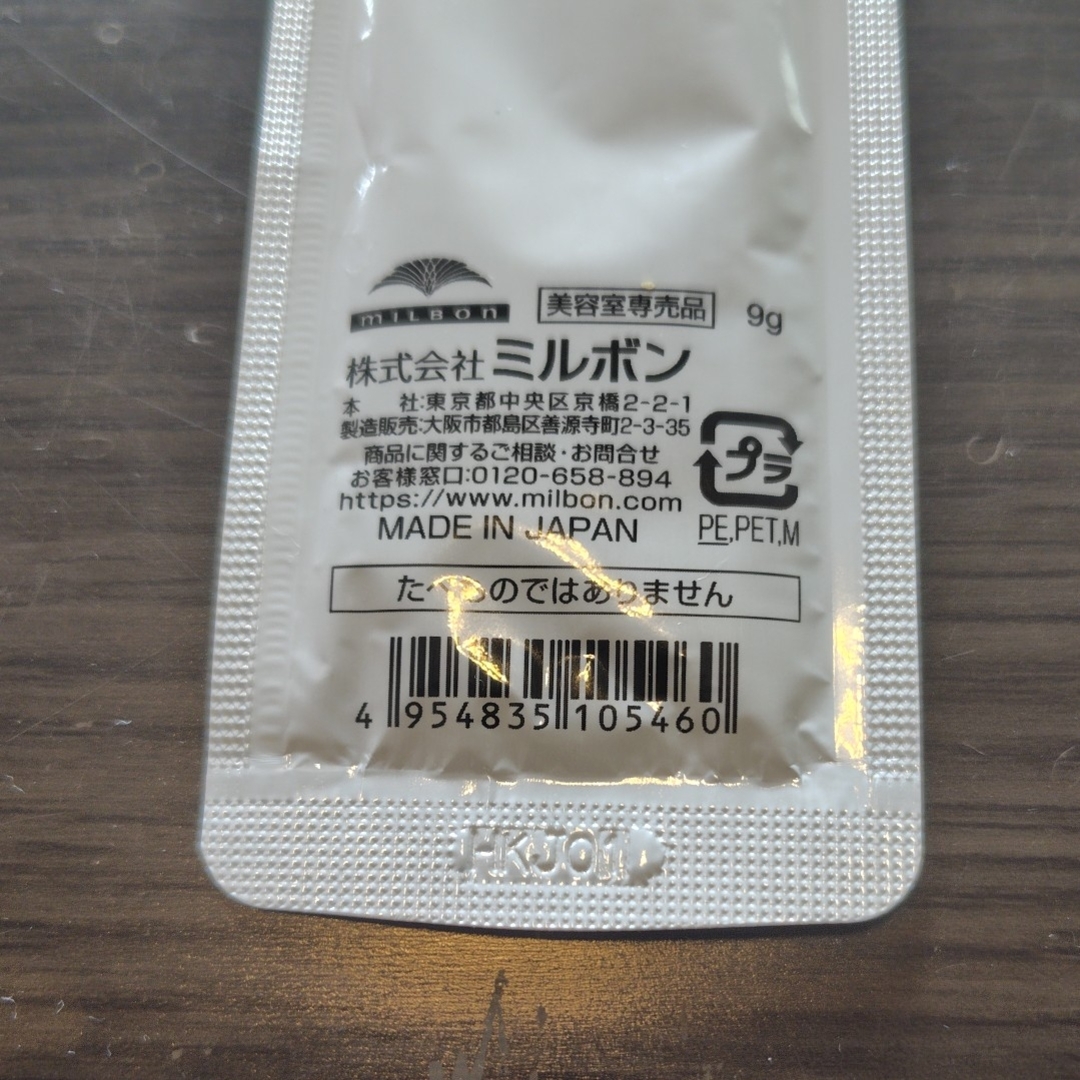 milbon
美容室専売品 9g
株式会社ミルボン
本 社:東京都中央区京橋2-2-1
製造販売:大阪市都島区善源寺町2-3-35
商品に関するご相談・お問合せ
お客様窓口:0120-658-894
https://www.milbon.com
MADE IN JAPAN
プラ
PE,PET,M
たべものではありません
4 954835 105460